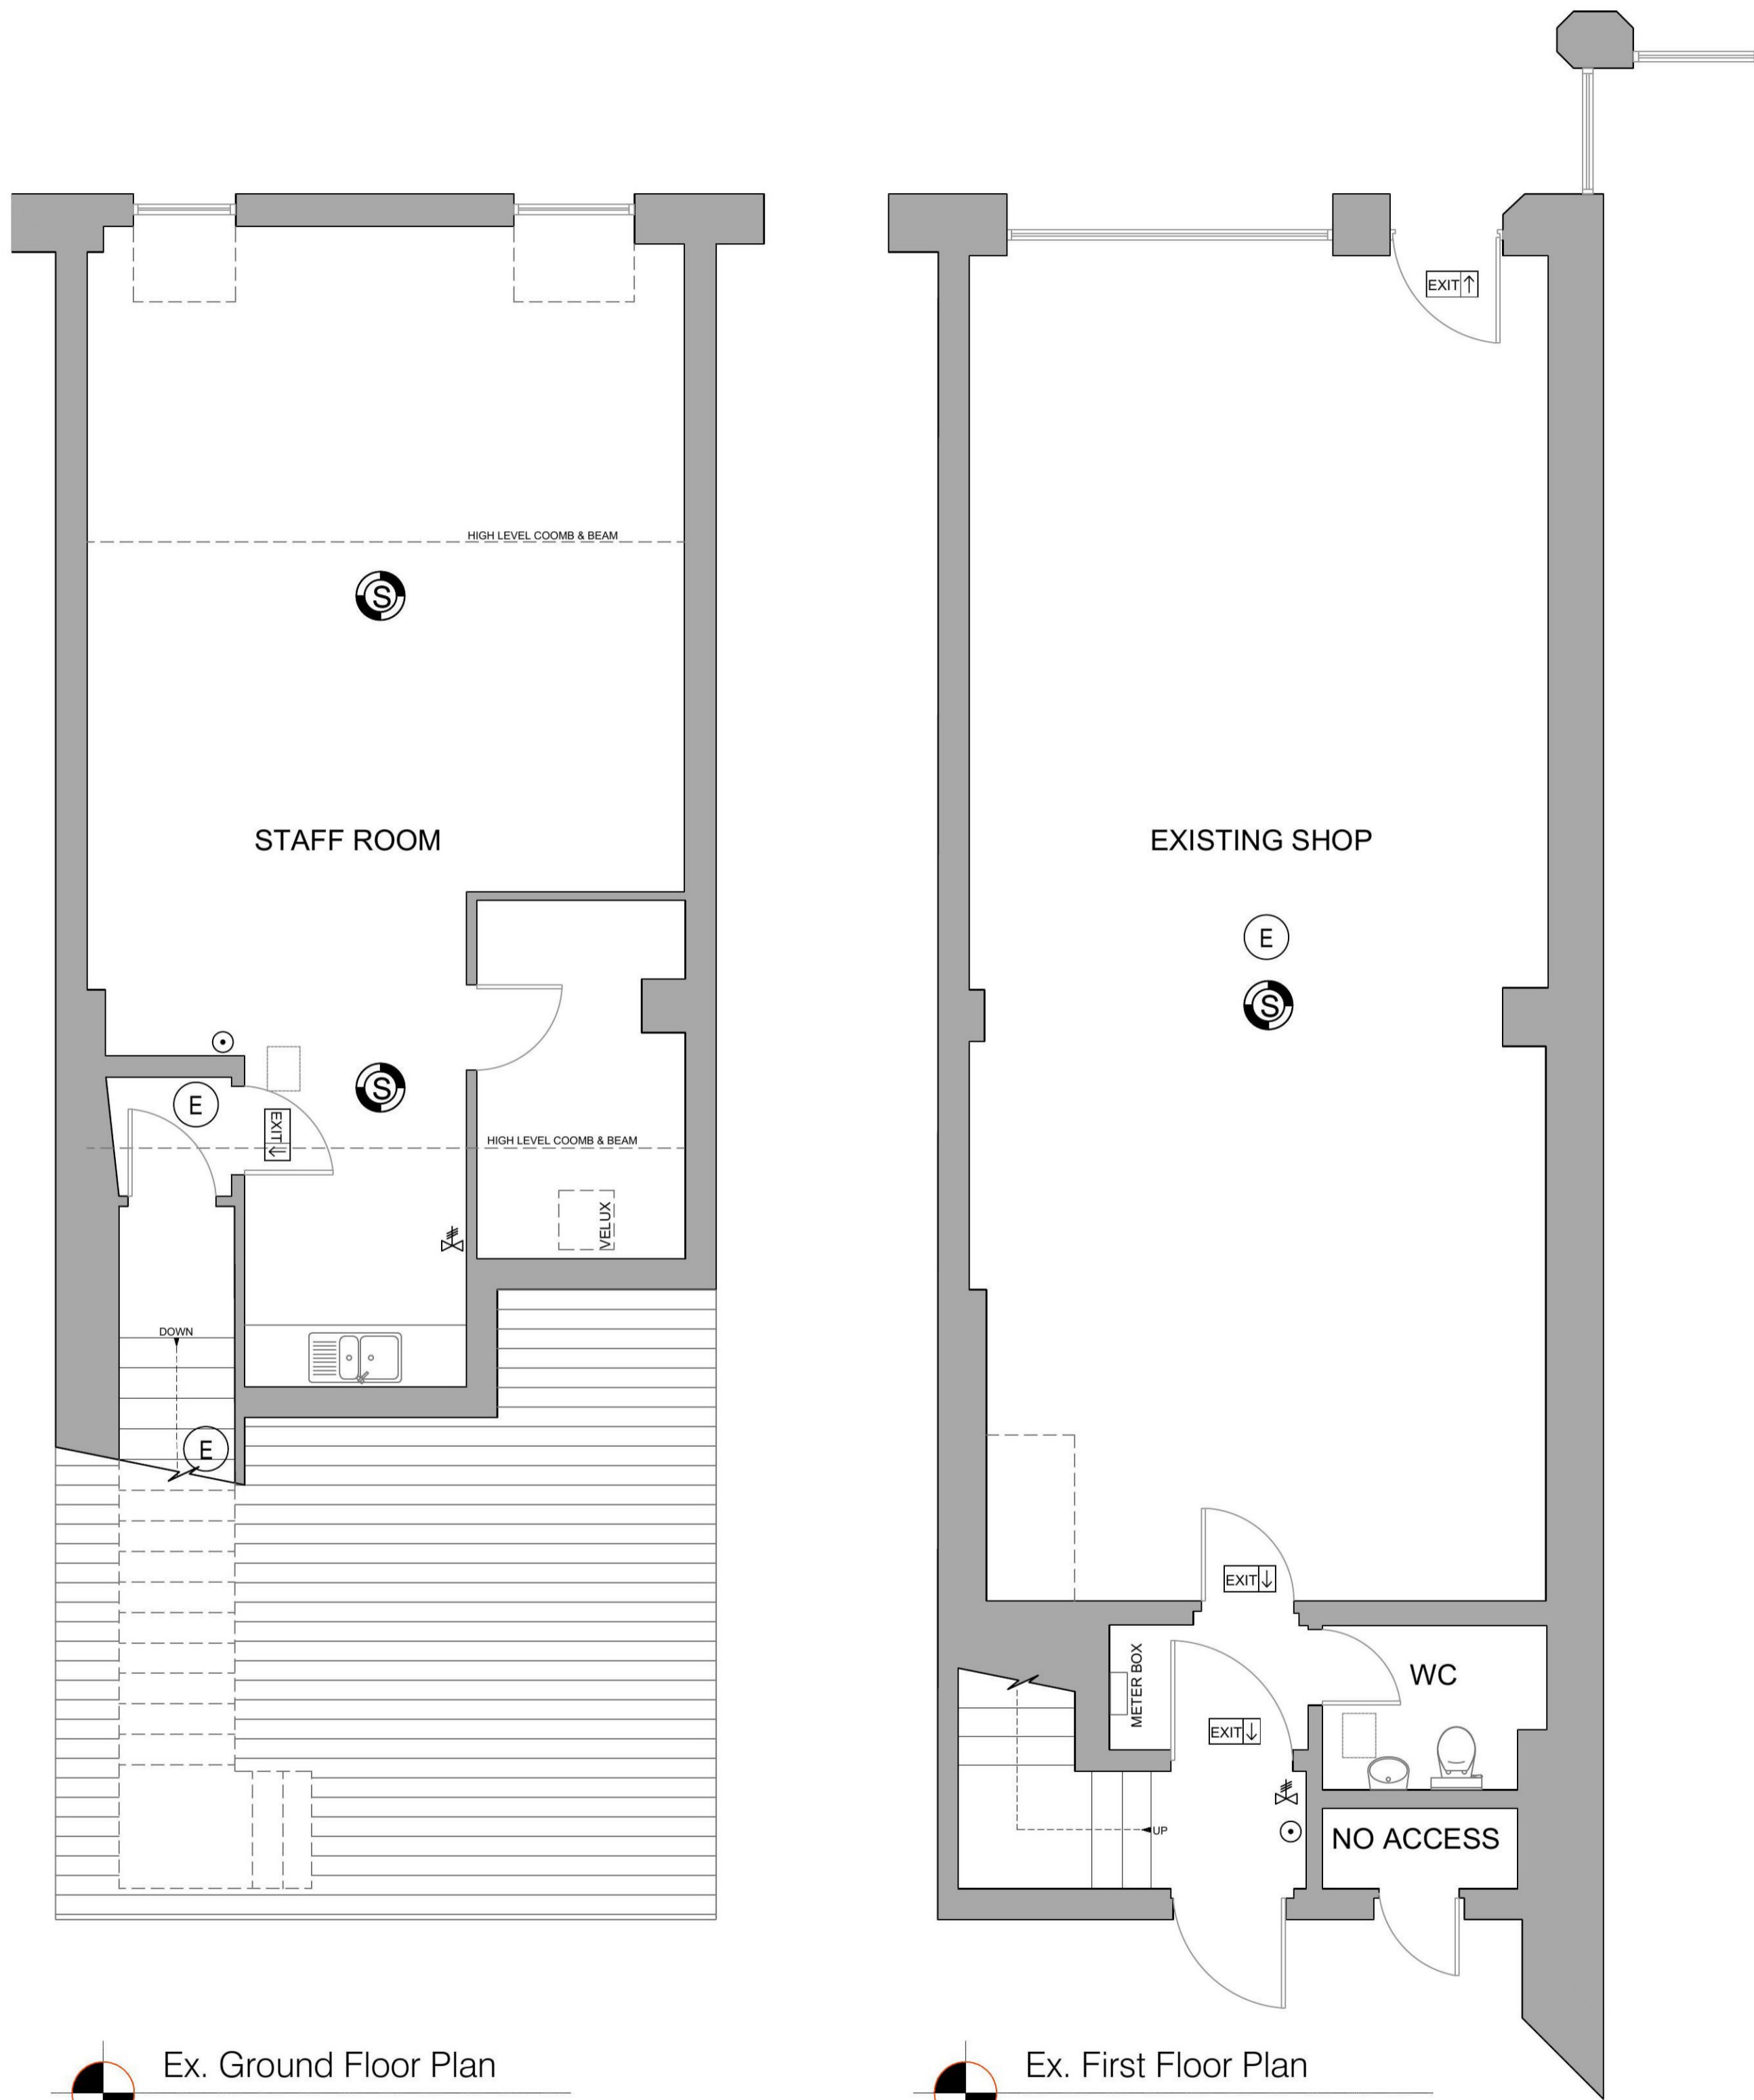 HIGH LEVEL COOMB & BEAM
S
STAFF ROOM
S
E
EXIT
HIGH LEVEL COOMB & BEAM
VELUX
DOWN
E
Ex. Ground Floor Plan
EXIT
EXISTING SHOP
E
S
EXIT
METER BOX
WC
EXIT
UP
NO ACCESS
Ex. First Floor Plan